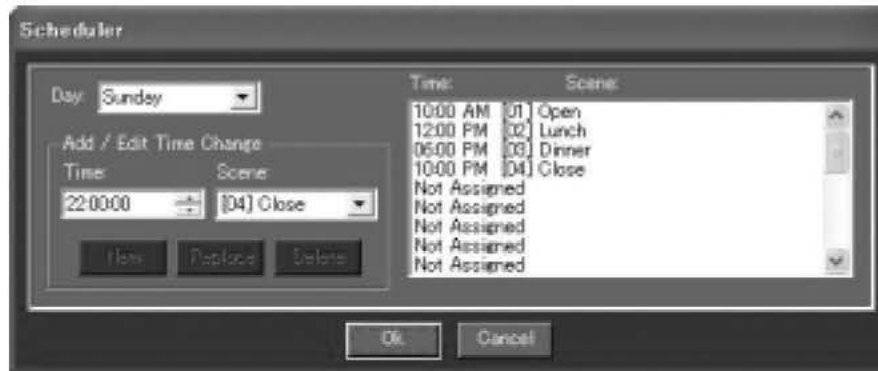 Scheduler
Day: Sunday
Add / Edit Time Change
Time: Scene:
22:00:00 [04] Close
New Replace Delete
Time: Scene:
10:00 AM [01] Open
12:00 PM [02] Lunch
06:00 PM [03] Dinner
10:00 PM [04] Close
Not Assigned
Not Assigned
Not Assigned
Not Assigned
Not Assigned
Ok Cancel